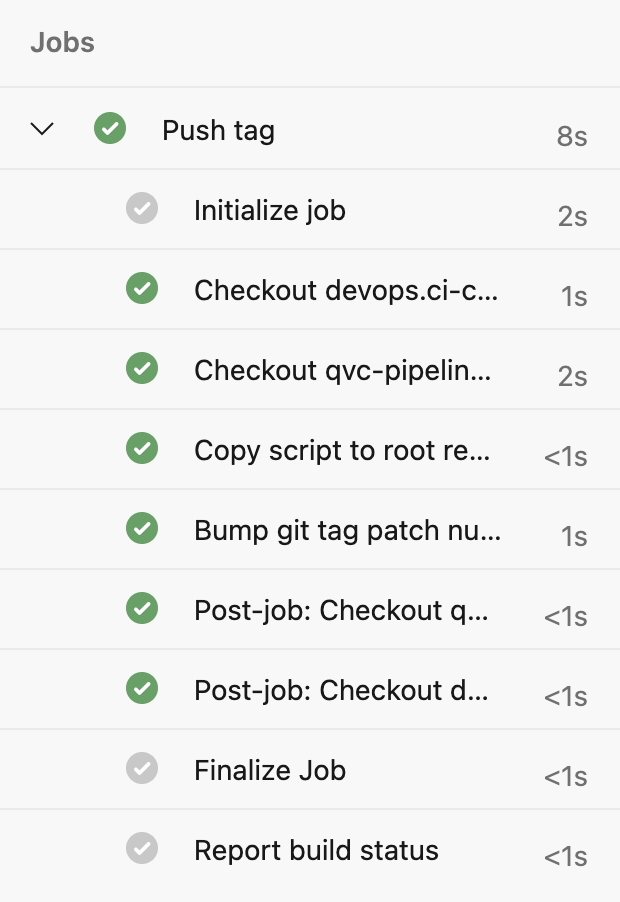 Jobs
Push tag 8s
Initialize job 2s
Checkout devops.ci-c... 1s
Checkout qvc-pipelin... 2s
Copy script to root re... <1s
Bump git tag patch nu... 1s
Post-job: Checkout q... <1s
Post-job: Checkout d... <1s
Finalize Job <1s
Report build status <1s